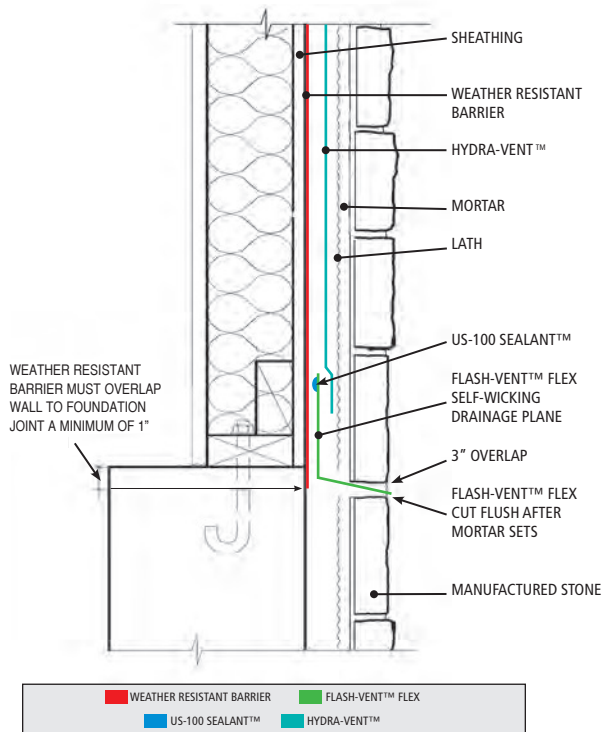 SHEATHING
WEATHER RESISTANT
BARRIER
HYDRA-VENT™
MORTAR
LATH
US-100 SEALANT™
WEATHER RESISTANT
BARRIER MUST OVERLAP
WALL TO FOUNDATION
JOINT A MINIMUM OF 1"
FLASH-VENT™ FLEX
SELF-WICKING
DRAINAGE PLANE
3” OVERLAP
FLASH-VENT™ FLEX
CUT FLUSH AFTER
MORTAR SETS
MANUFACTURED STONE
WEATHER RESISTANT BARRIER
FLASH-VENT™ FLEX
US-100 SEALANT™
HYDRA-VENT™